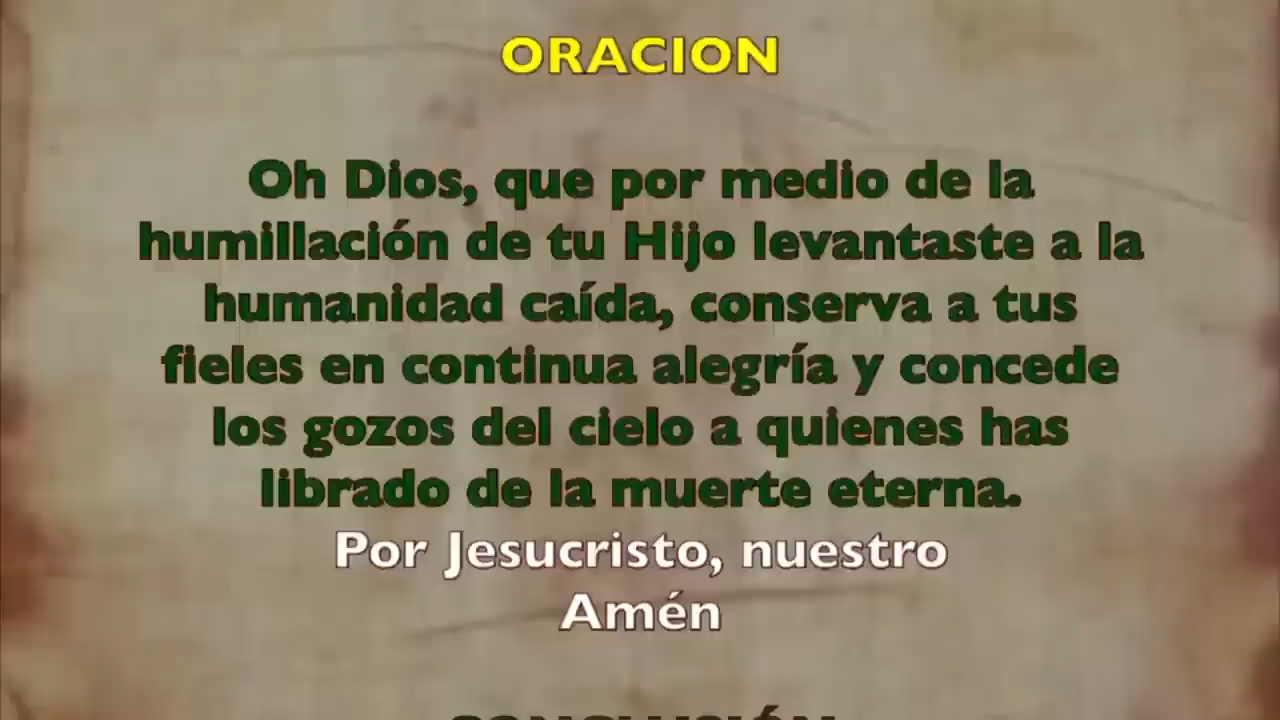 ORACION
Oh Dios, que por medio de la
humillación de tu Hijo levantaste a la
humanidad caída, conserva a tus
fieles en continua alegría y concede
los gozos del cielo a quienes has
librado de la muerte eterna.
Por Jesucristo, nuestro
Amén
CONCLUSIÓN